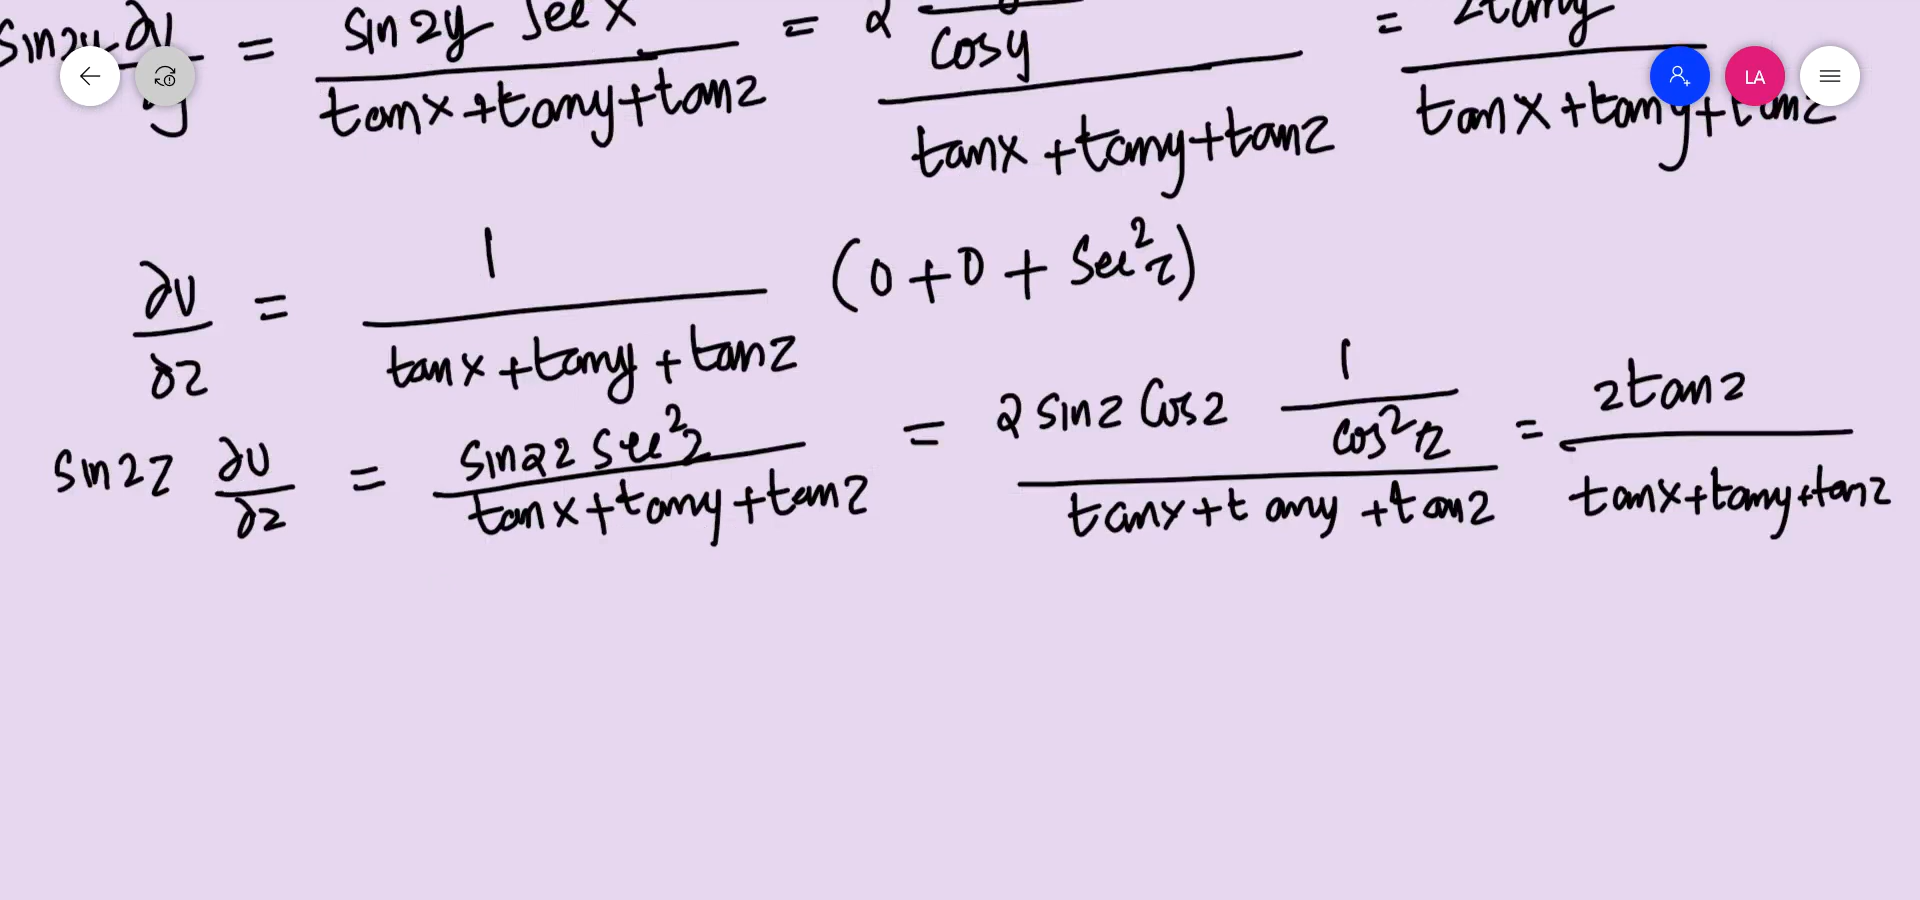 sin2y ∂U/∂y = sin2y sec x / tanx+tany+tanz = 2 / cosy / tanx+tany+tanz = 2tany / tanx+tany+tanz
LA
∂U/∂z = 1 / tanx+tany+tanz (0+0+Sec²z)
sin2z ∂U/∂z = sin2z sec²z / tanx+tany+tanz = 2 sinz Cosz 1/cos²z / tanx+tany+tanz = 2tanz / tanx+tany+tanz